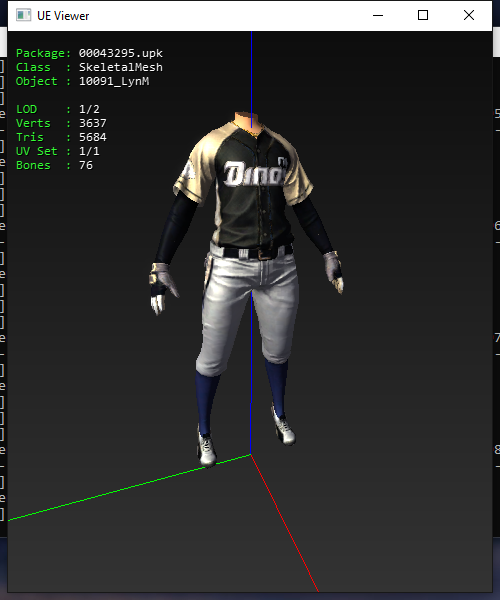 UE Viewer
Package: 00043295.upk
Class : SkeletalMesh
Object : 10091_LynM
LOD : 1/2
Verts : 3637
Tris : 5684
UV Set : 1/1
Bones : 76
Dinos